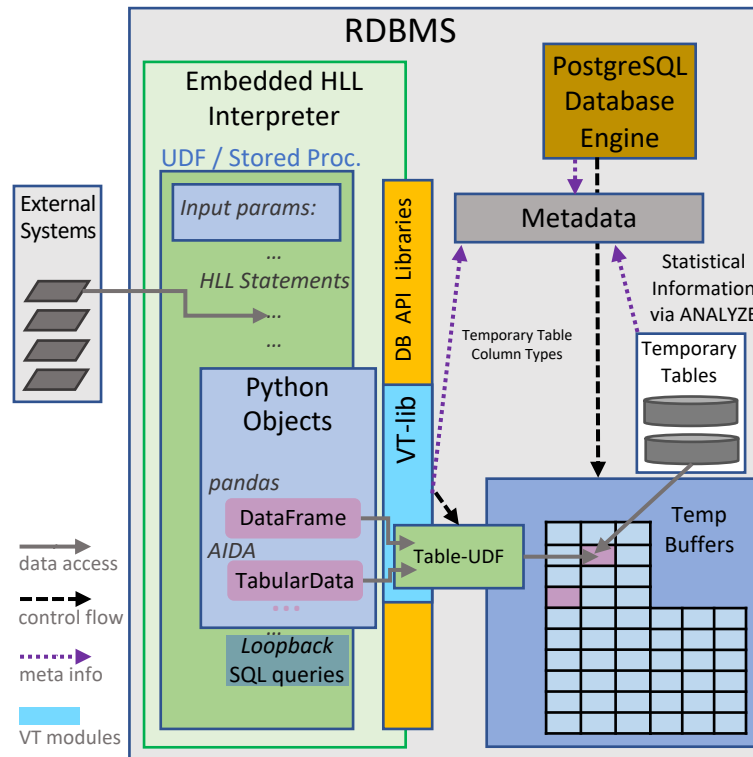 RDBMS
Embedded HLL
Interpreter
UDF / Stored Proc.
PostgreSQL
Database
Engine
External
Systems
Input params:
...
HLL Statements
...
...
DB API Libraries
Metadata
Statistical
Information
via ANALYZE
Temporary Table
Column Types
Temporary
Tables
Python
Objects
VT-lib
pandas
DataFrame
AIDA
TabularData
...
Table-UDF
Temp
Buffers
...
Loopback
SQL queries
data access
control flow
meta info
VT modules